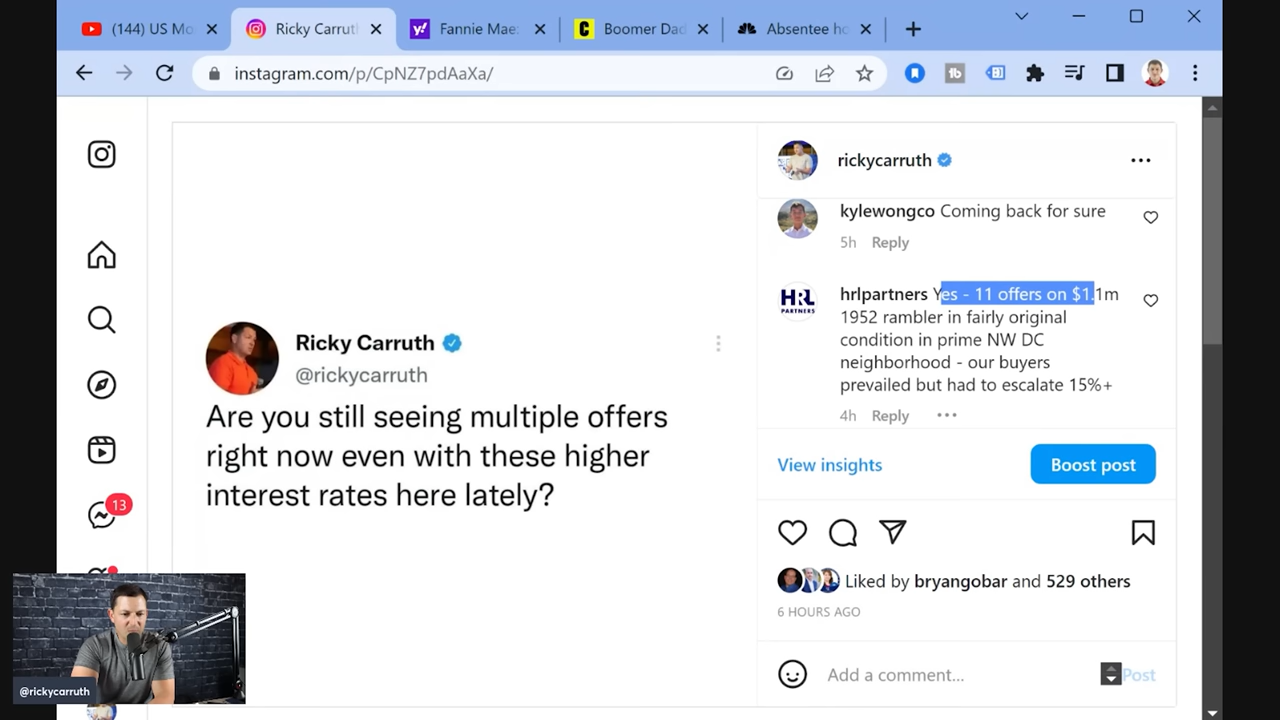 (144) US Mo
Ricky Carrut
Fannie Mae:
Boomer Dad
Absentee ho
instagram.com/p/CpNZ7pdAaXa/
rickycarruth
kylewongco Coming back for sure
5h Reply
HRL
PARTNERS
hrlpartners Yes - 11 offers on $1.1m
1952 rambler in fairly original
condition in prime NW DC
neighborhood - our buyers
prevailed but had to escalate 15%+
4h Reply
Ricky Carruth
@rickycarruth
Are you still seeing multiple offers
right now even with these higher
interest rates here lately?
View insights
Boost post
13
Liked by bryangobar and 529 others
6 HOURS AGO
Add a comment...
Post
@rickycarruth